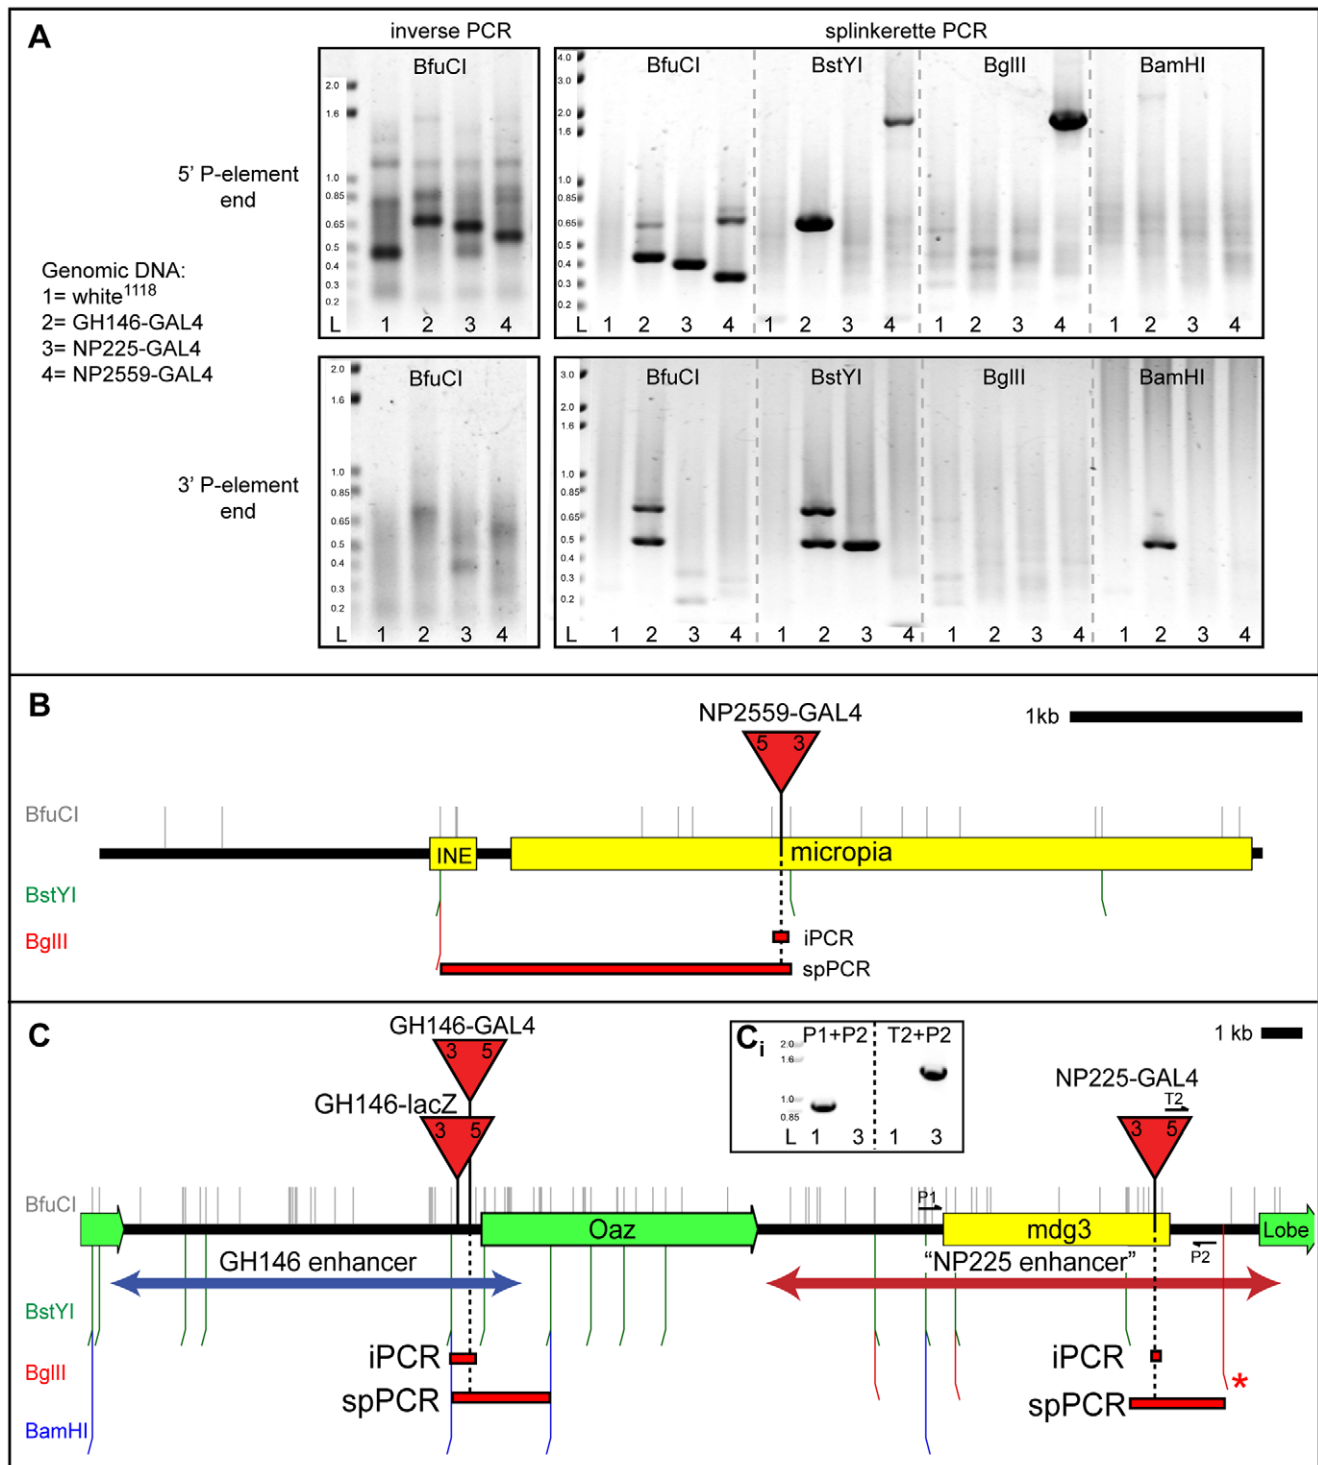 A
inverse PCR
splinkerette PCR
BfuCI
BfuCI
BstYI
BglII
BamHI
5' P-element
end
2.0
1.6
1.0
0.85
0.65
0.5
0.4
0.3
0.2
L 1 2 3 4
4.0
3.0
2.0
1.6
1.0
0.85
0.65
0.5
0.4
0.3
0.2
L 1 2 3 4 1 2 3 4 1 2 3 4 1 2 3 4
Genomic DNA:
1= white1118
2= GH146-GAL4
3= NP225-GAL4
4= NP2559-GAL4
3' P-element
end
BfuCI
BfuCI
BstYI
BglII
BamHI
2.0
1.6
1.0
0.85
0.65
0.5
0.4
0.3
0.2
L 1 2 3 4
3.0
2.0
1.6
1.0
0.85
0.65
0.5
0.4
0.3
0.2
L 1 2 3 4 1 2 3 4 1 2 3 4 1 2 3 4
B
NP2559-GAL4
1kb
5 3
BfuCI
INE
micropia
BstYI
BglII
iPCR
spPCR
C
GH146-GAL4
3 5
GH146-lacZ
3 5
Ci
P1+P2
T2+P2
2.0
1.6
1.0
0.85
L 1 3 1 3
1 kb
NP225-GAL4
T2
3 5
BfuCI
P1
Oaz
mdg3
Lobe
P2
GH146 enhancer
“NP225 enhancer”
BstYI
iPCR
iPCR
BglII
*
spPCR
spPCR
BamHI